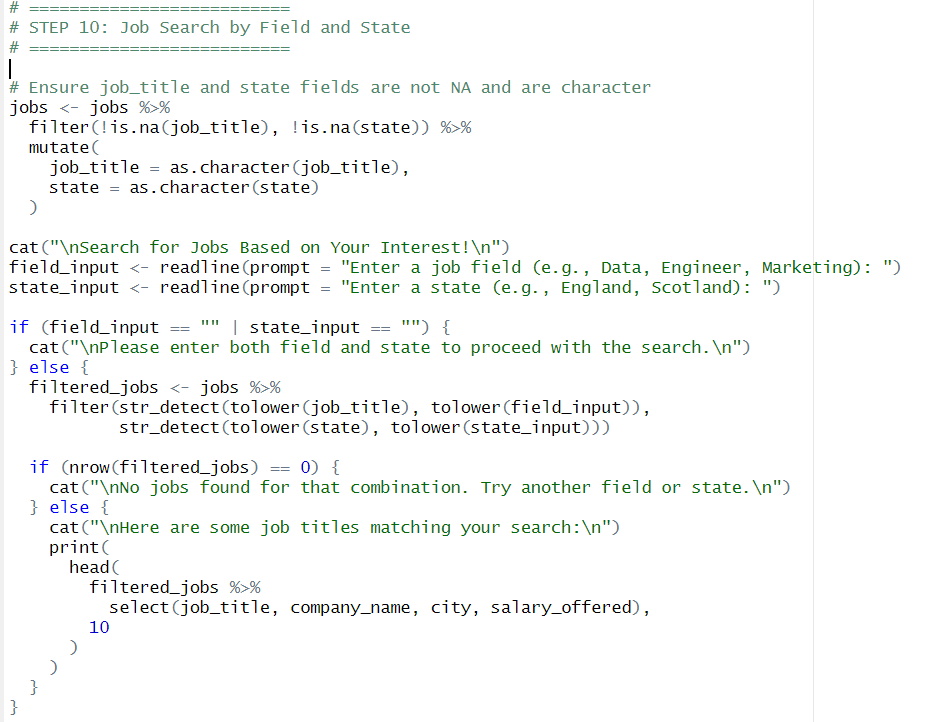 # ==========================
# STEP 10: Job Search by Field and State
# ==========================
# Ensure job_title and state fields are not NA and are character
jobs <- jobs %>%
  filter(!is.na(job_title), !is.na(state)) %>%
  mutate(
    job_title = as.character(job_title),
    state = as.character(state)
  )
cat("\nSearch for Jobs Based on Your Interest!\n")
field_input <- readline(prompt = "Enter a job field (e.g., Data, Engineer, Marketing): ")
state_input <- readline(prompt = "Enter a state (e.g., England, Scotland): ")
if (field_input == "" | state_input == "") {
  cat("\nPlease enter both field and state to proceed with the search.\n")
} else {
  filtered_jobs <- jobs %>%
    filter(str_detect(tolower(job_title), tolower(field_input)),
           str_detect(tolower(state), tolower(state_input)))
  if (nrow(filtered_jobs) == 0) {
    cat("\nNo jobs found for that combination. Try another field or state.\n")
  } else {
    cat("\nHere are some job titles matching your search:\n")
    print(
      head(
        filtered_jobs %>%
          select(job_title, company_name, city, salary_offered),
        10
      )
    )
  }
}